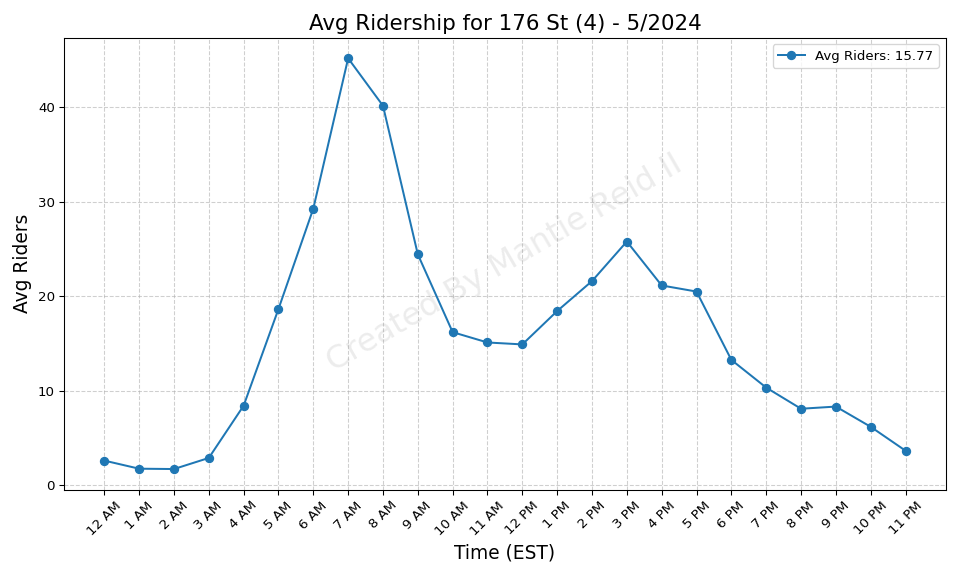 Avg Ridership for 176 St (4) - 5/2024
Avg Riders: 15.77
Avg Riders
40
30
20
10
0
Created By Mantie Reid II
12 AM
1 AM
2 AM
3 AM
4 AM
5 AM
6 AM
7 AM
8 AM
9 AM
10 AM
11 AM
12 PM
1 PM
2 PM
3 PM
4 PM
5 PM
6 PM
7 PM
8 PM
9 PM
10 PM
11 PM
Time (EST)